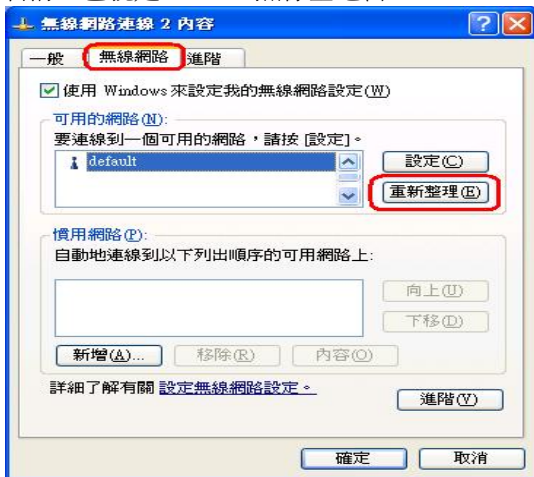 無線網路連線 2 內容
一般 無線網路 進階
使用 Windows 來設定我的無線網路設定(W)
可用的網路(N):
要連線到一個可用的網路，請按 [設定]。
default
設定(C)
重新整理(E)
慣用網路(P):
自動地連線到以下列出順序的可用網路上:
向上(U)
下移(D)
新增(A)... 移除(R) 內容(O)
詳細了解有關 設定無線網路設定。
進階(V)
確定 取消